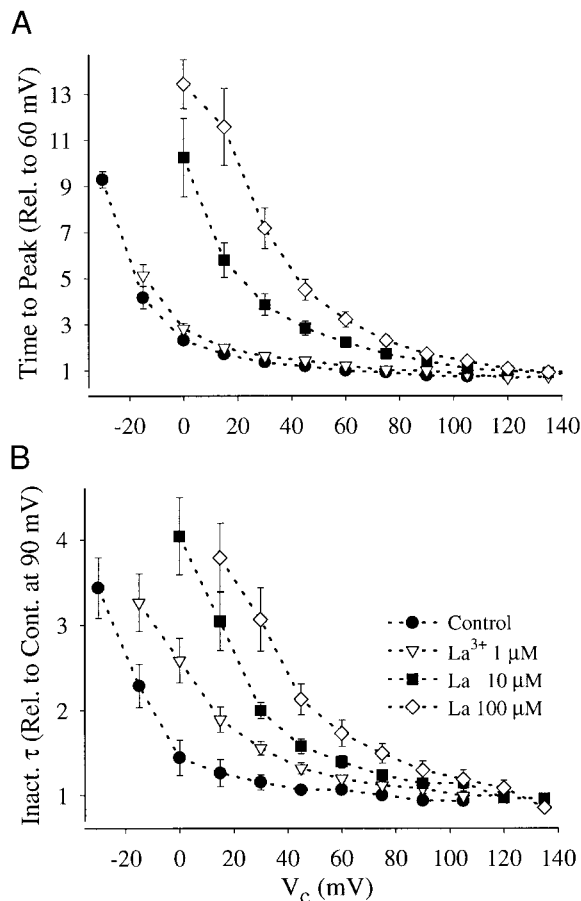 A
Time to Peak (Rel. to 60 mV)
13
11
9
7
5
3
1
-20 0 20 40 60 80 100 120 140
B
Inact. τ (Rel. to Cont. at 90 mV)
4
3
2
1
Control
La³⁺ 1 μM
La 10 μM
La 100 μM
-20 0 20 40 60 80 100 120 140
V_C (mV)